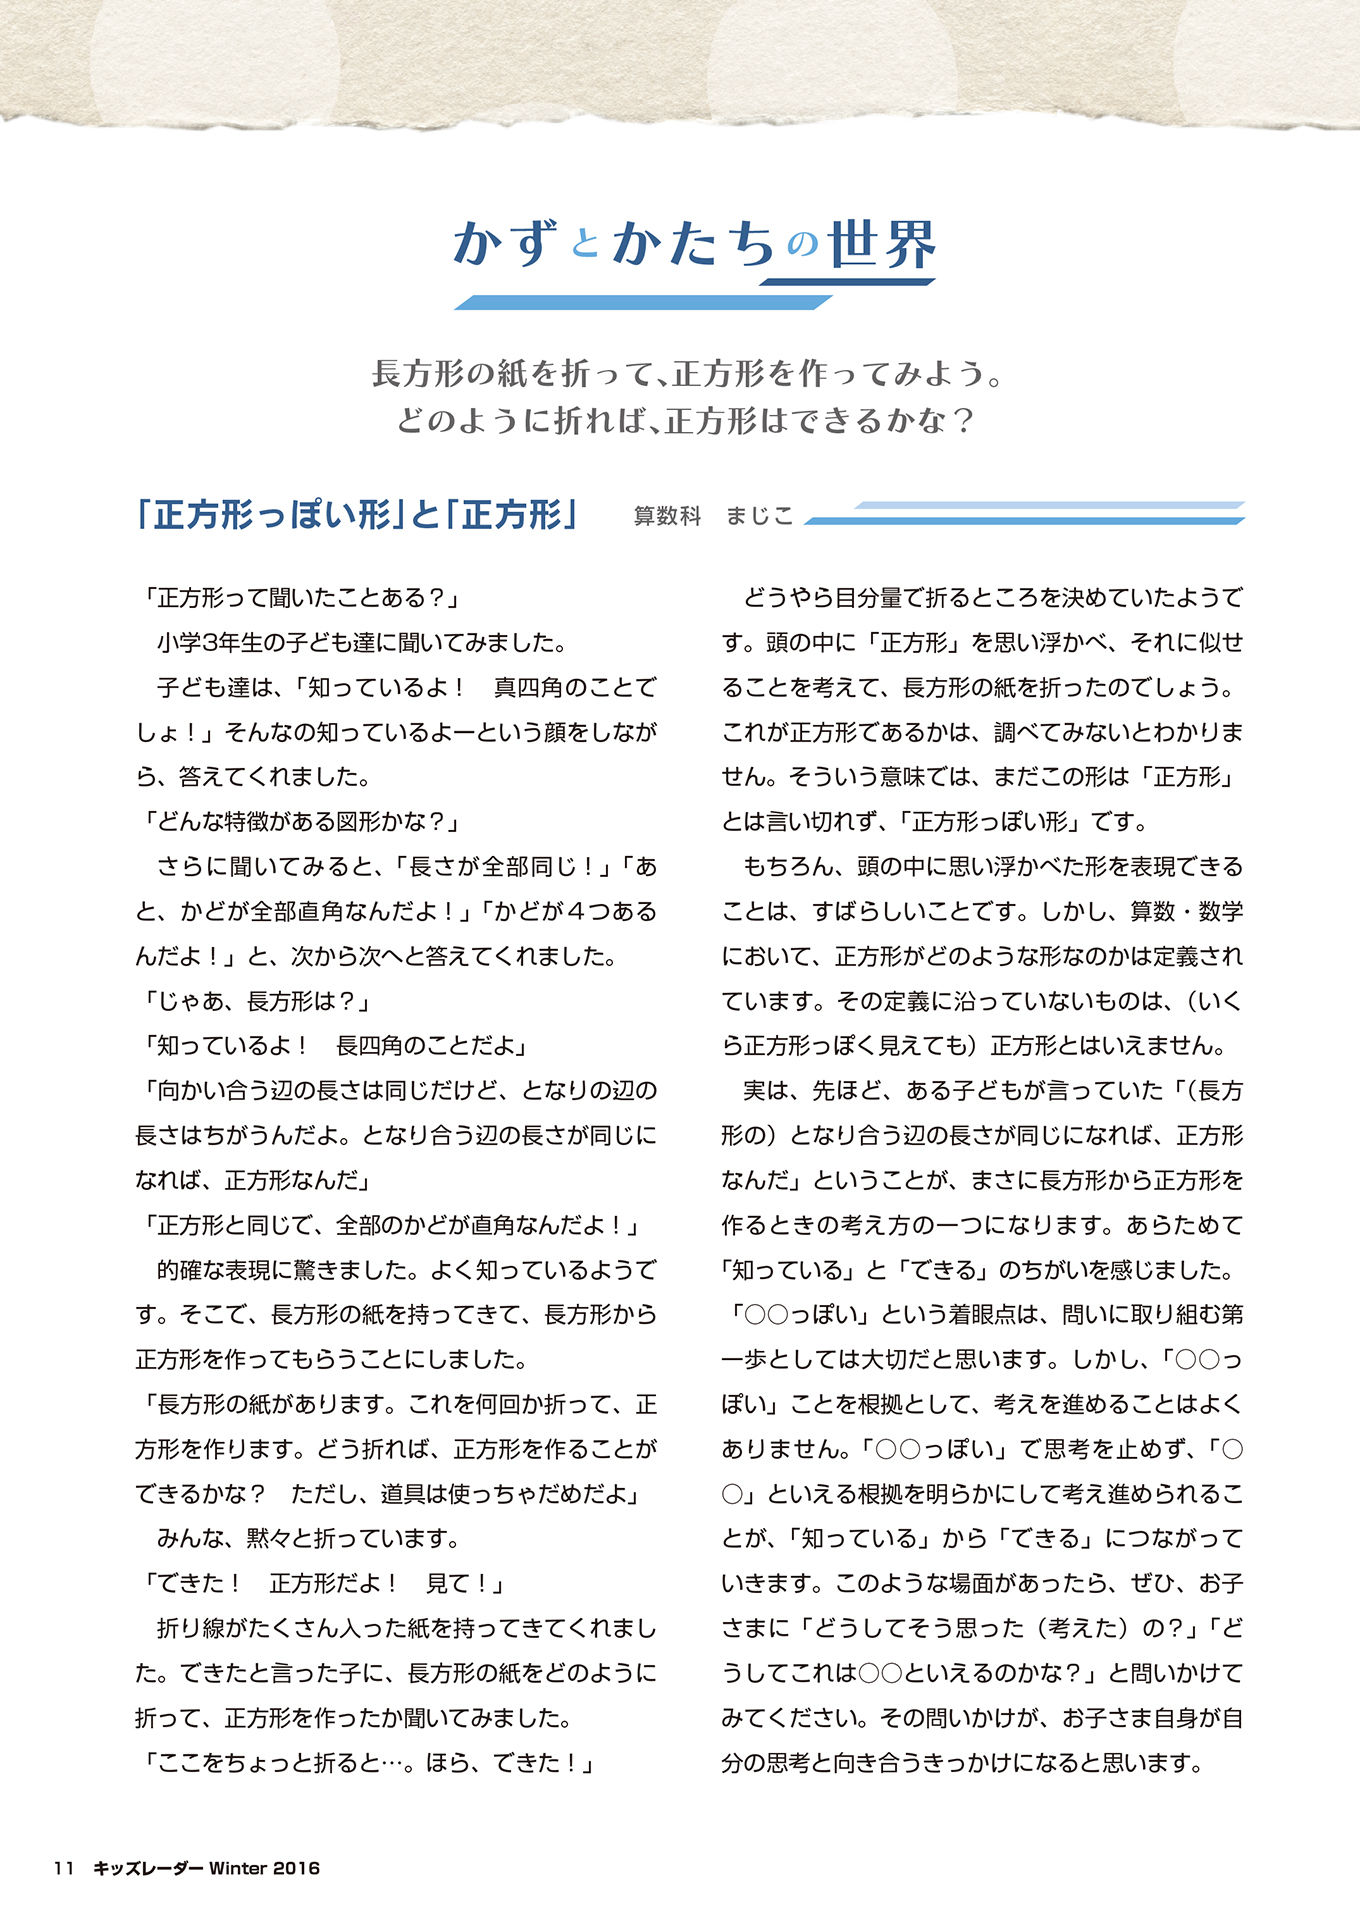 かずとかたちの世界
長方形の紙を折って、正方形を作ってみよう。
どのように折れば、正方形はできるかな？
「正方形っぽい形」と「正方形」　算数科　まじこ
「正方形って聞いたことある？」
　小学3年生の子ども達に聞いてみました。
　子ども達は、「知っているよ！　真四角のことで
しょ！」そんなの知っているよーという顔をしなが
ら、答えてくれました。
「どんな特徴がある図形かな？」
　さらに聞いてみると、「長さが全部同じ！」「あ
と、かどが全部直角なんだよ！」「かどが４つある
んだよ！」と、次から次へと答えてくれました。
「じゃあ、長方形は？」
「知っているよ！　長四角のことだよ」
「向かい合う辺の長さは同じだけど、となりの辺の
長さはちがうんだよ。となり合う辺の長さが同じに
なれば、正方形なんだ」
「正方形と同じで、全部のかどが直角なんだよ！」
　的確な表現に驚きました。よく知っているようで
す。そこで、長方形の紙を持ってきて、長方形から
正方形を作ってもらうことにしました。
「長方形の紙があります。これを何回か折って、正
方形を作ります。どう折れば、正方形を作ることが
できるかな？　ただし、道具は使っちゃだめだよ」
　みんな、黙々と折っています。
「できた！　正方形だよ！　見て！」
　折り線がたくさん入った紙を持ってきてくれまし
た。できたと言った子に、長方形の紙をどのように
折って、正方形を作ったか聞いてみました。
「ここをちょっと折ると…。ほら、できた！」
　どうやら目分量で折るところを決めていたようで
す。頭の中に「正方形」を思い浮かべ、それに似せ
ることを考えて、長方形の紙を折ったのでしょう。
これが正方形であるかは、調べてみないとわかりま
せん。そういう意味では、まだこの形は「正方形」
とは言い切れず、「正方形っぽい形」です。
　もちろん、頭の中に思い浮かべた形を表現できる
ことは、すばらしいことです。しかし、算数・数学
において、正方形がどのような形なのかは定義され
ています。その定義に沿っていないものは、（いく
ら正方形っぽく見えても）正方形とはいえません。
　実は、先ほど、ある子どもが言っていた「（長方
形の）となり合う辺の長さが同じになれば、正方形
なんだ」ということが、まさに長方形から正方形を
作るときの考え方の一つになります。あらためて
「知っている」と「できる」のちがいを感じました。
「○○っぽい」という着眼点は、問いに取り組む第
一歩としては大切だと思います。しかし、「○○っ
ぽい」ことを根拠として、考えを進めることはよく
ありません。「○○っぽい」で思考を止めず、「○
○」といえる根拠を明らかにして考え進められるこ
とが、「知っている」から「できる」につながって
いきます。このような場面があったら、ぜひ、お子
さまに「どうしてそう思った（考えた）の？」「ど
うしてこれは○○といえるのかな？」と問いかけて
みてください。その問いかけが、お子さま自身が自
分の思考と向き合うきっかけになると思います。
11　キッズレーダー Winter 2016